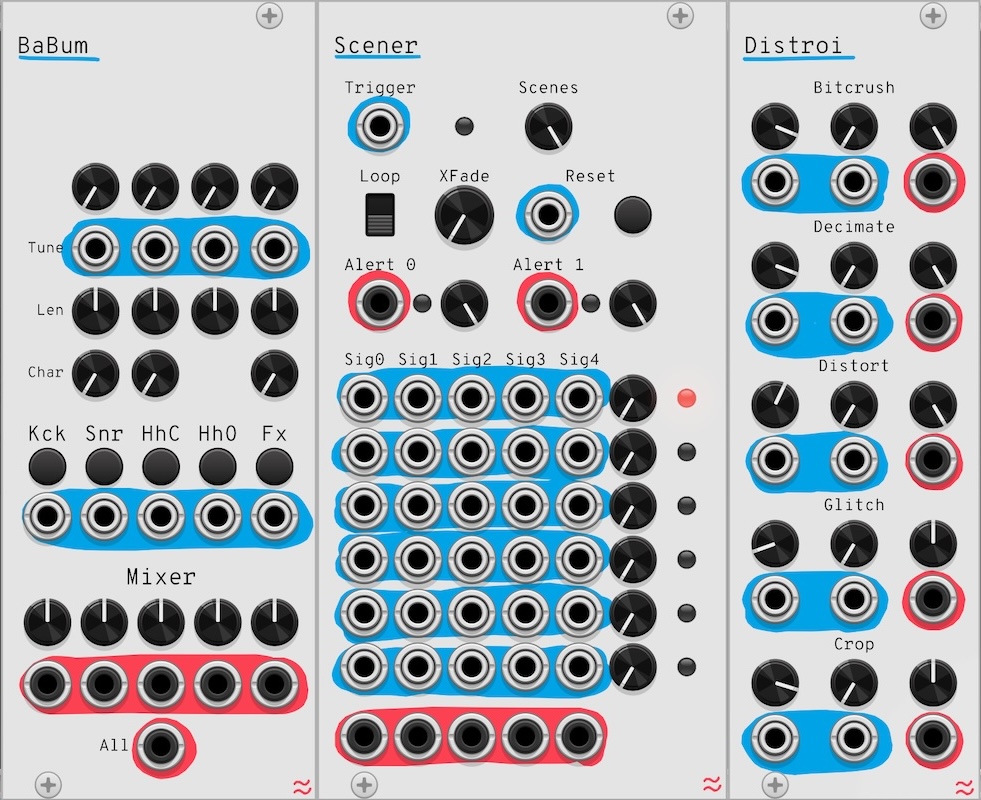 BaBum
Tune
Len
Char
Kck Snr HhC HhO Fx
Mixer
All
Scener
Trigger Scenes
Loop XFade Reset
Alert 0 Alert 1
Sig0 Sig1 Sig2 Sig3 Sig4
Distroi
Bitcrush
Decimate
Distort
Glitch
Crop